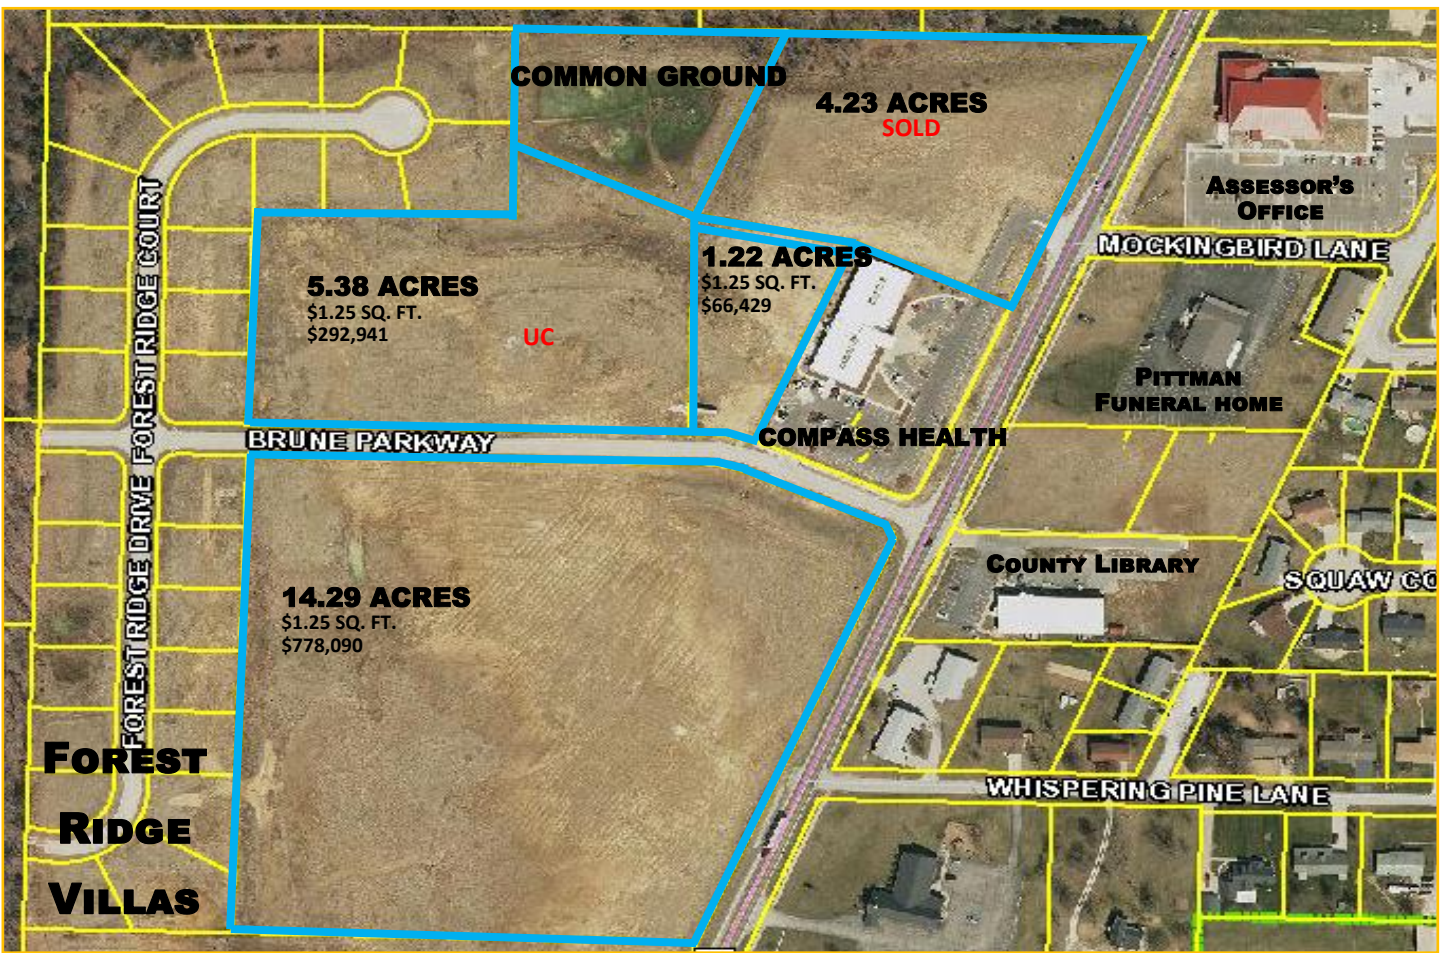 COMMON GROUND
4.23 ACRES
SOLD
ASSESSOR'S
OFFICE
MOCKINGBIRD LANE
FOREST RIDGE COURT
5.38 ACRES
$1.25 SQ. FT.
$292,941
UC
1.22 ACRES
$1.25 SQ. FT.
$66,429
PITTMAN
FUNERAL HOME
COMPASS HEALTH
BRUNE PARKWAY
FOREST RIDGE DRIVE
14.29 ACRES
$1.25 SQ. FT.
$778,090
COUNTY LIBRARY
SQUAW CO
WHISPERING PINE LANE
FOREST
RIDGE
VILLAS